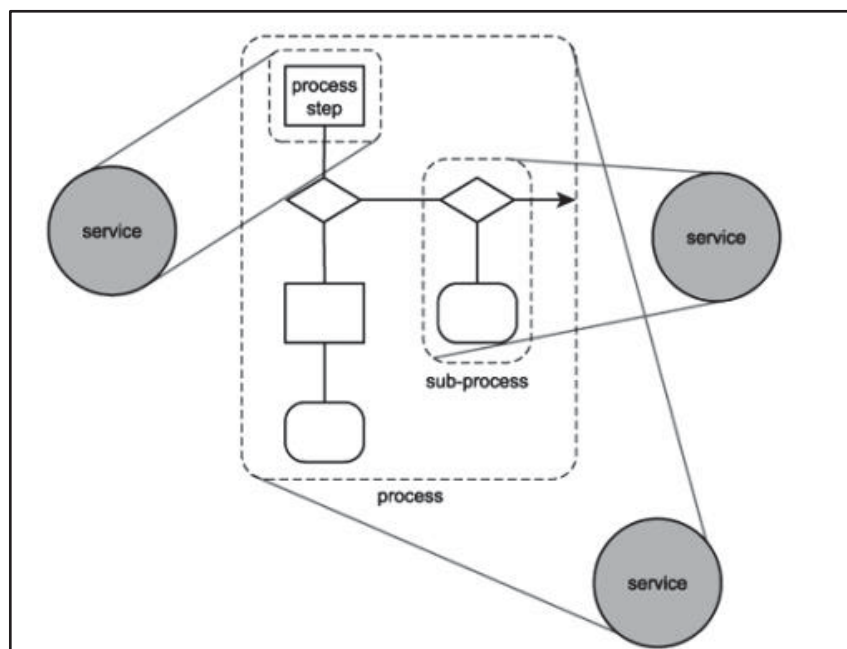 process
step
service
service
sub-process
process
service